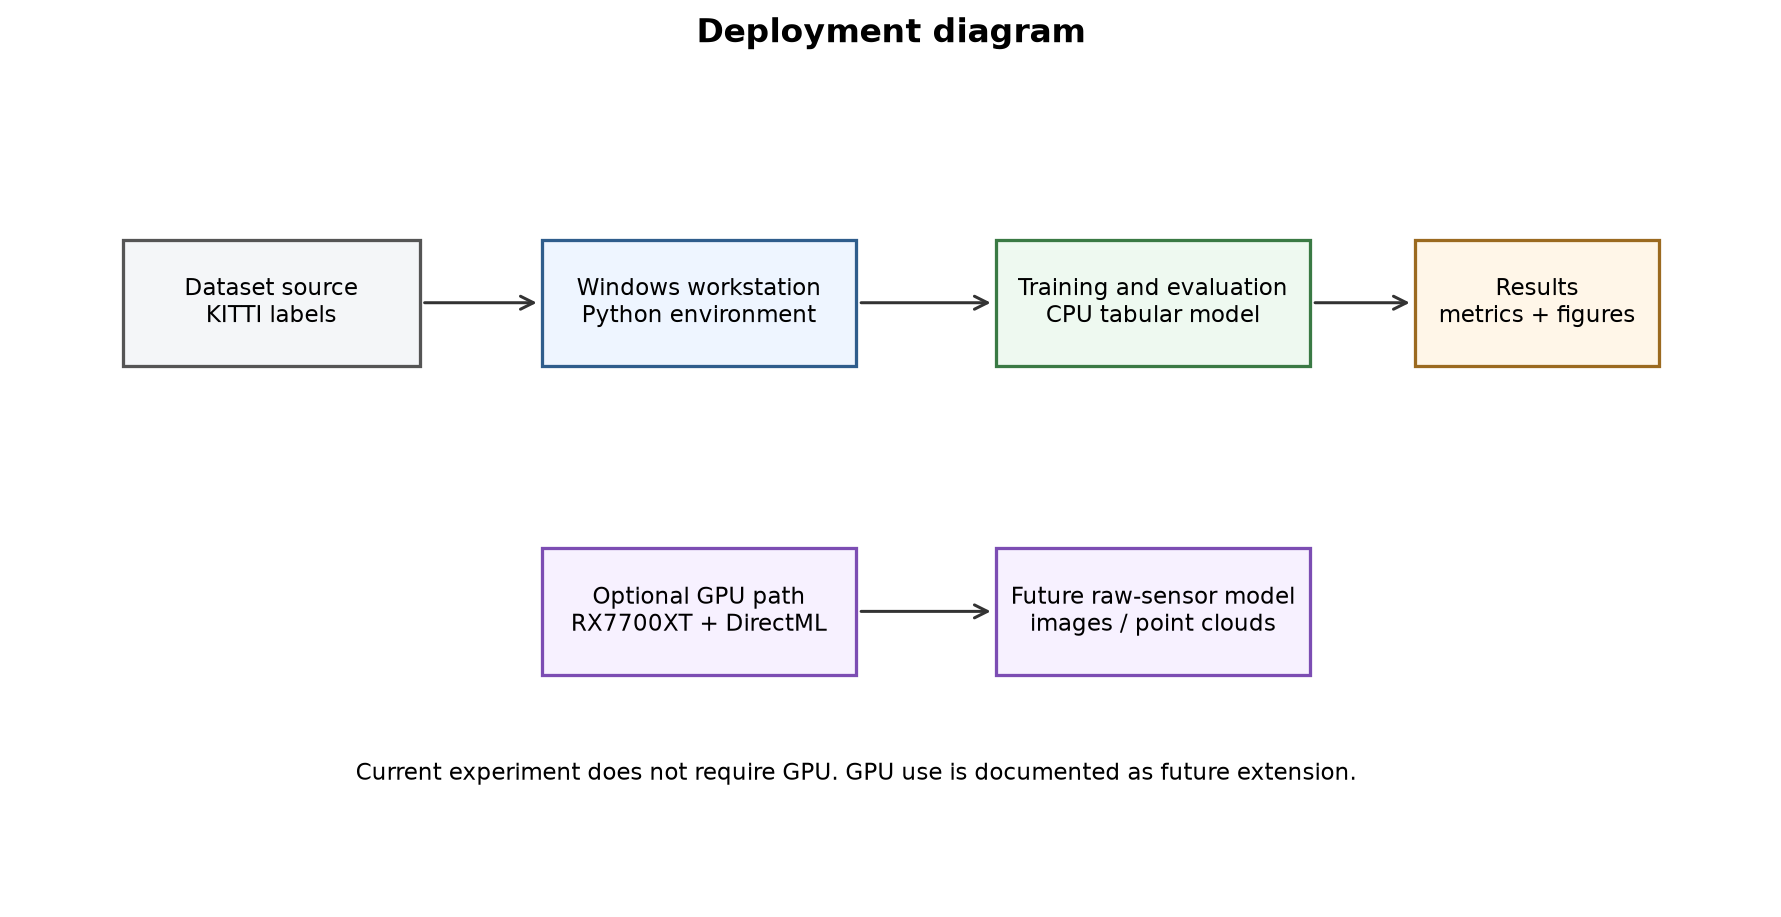 Deployment diagram
Dataset source
KITTI labels
Windows workstation
Python environment
Training and evaluation
CPU tabular model
Results
metrics + figures
Optional GPU path
RX7700XT + DirectML
Future raw-sensor model
images / point clouds
Current experiment does not require GPU. GPU use is documented as future extension.